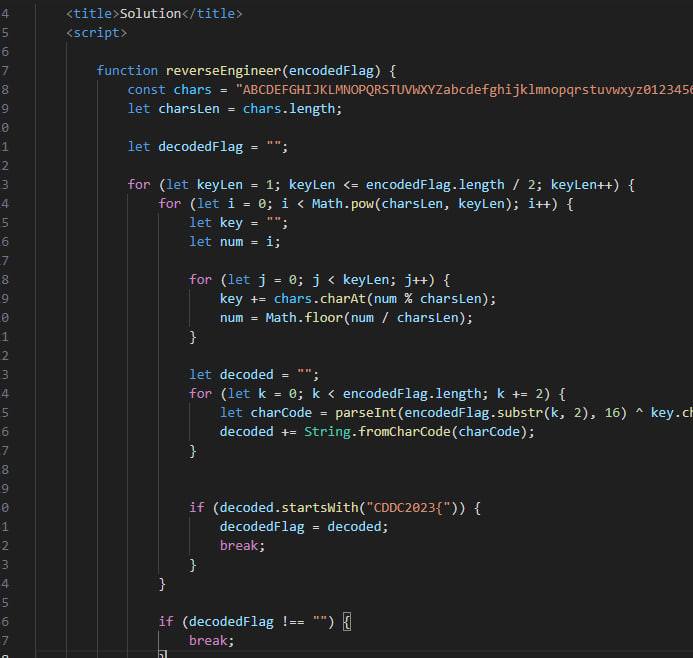 4 <title>Solution</title>
5 <script>
6
7 function reverseEngineer(encodedFlag) {
8 const chars = "ABCDEFGHIJKLMNOPQRSTUVWXYZabcdefghijklmnopqrstuvwxyz0123456
9 let charsLen = chars.length;
0
1 let decodedFlag = "";
2
3 for (let keyLen = 1; keyLen <= encodedFlag.length / 2; keyLen++) {
4 for (let i = 0; i < Math.pow(charsLen, keyLen); i++) {
5 let key = "";
6 let num = i;
7
8 for (let j = 0; j < keyLen; j++) {
9 key += chars.charAt(num % charsLen);
0 num = Math.floor(num / charsLen);
1 }
2
3 let decoded = "";
4 for (let k = 0; k < encodedFlag.length; k += 2) {
5 let charCode = parseInt(encodedFlag.substr(k, 2), 16) ^ key.ch
6 decoded += String.fromCharCode(charCode);
7 }
8
9
0 if (decoded.startsWith("CDDC2023{")) {
1 decodedFlag = decoded;
2 break;
3 }
4 }
5
6 if (decodedFlag !== "") {
7 break;
8 }